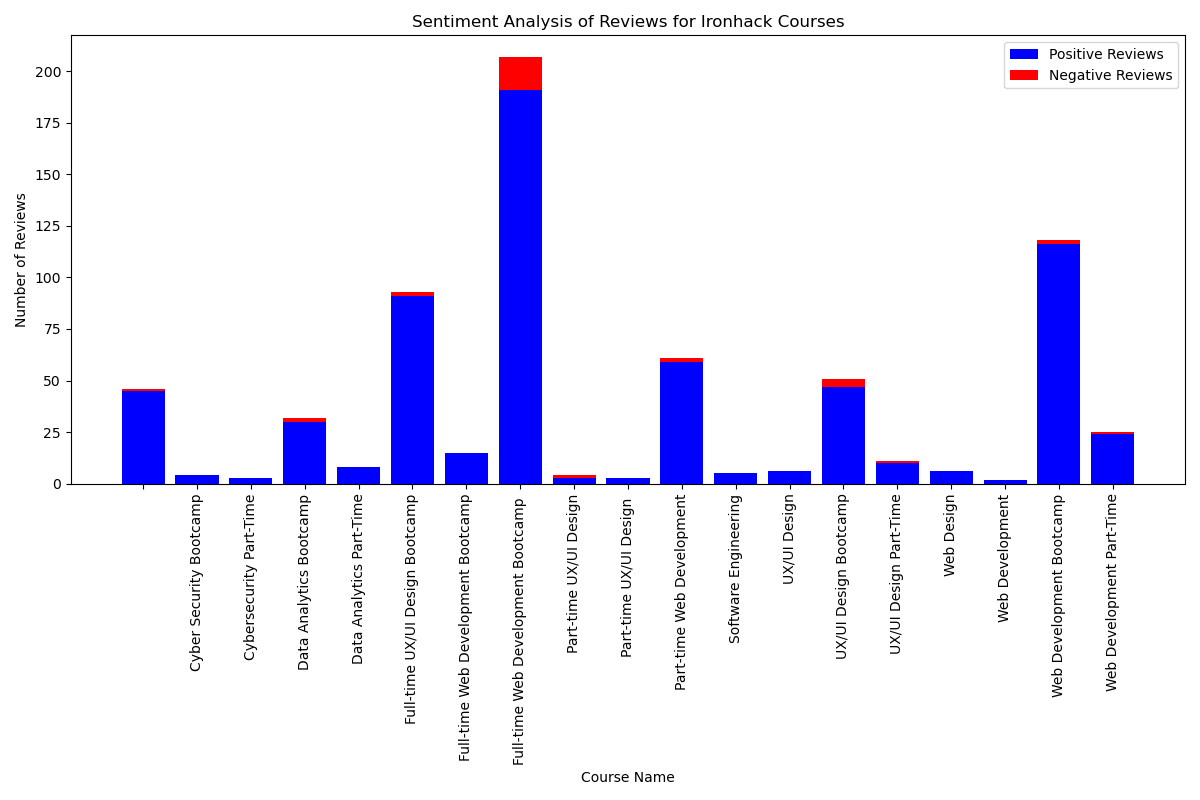 Sentiment Analysis of Reviews for Ironhack Courses
Positive Reviews
Negative Reviews
Number of Reviews
200
175
150
125
100
75
50
25
0
Cyber Security Bootcamp
Cybersecurity Part-Time
Data Analytics Bootcamp
Data Analytics Part-Time
Full-time UX/UI Design Bootcamp
Full-time Web Development Bootcamp
Full-time Web Development Bootcamp
Part-time UX/UI Design
Part-time UX/UI Design
Part-time Web Development
Software Engineering
UX/UI Design
UX/UI Design Bootcamp
UX/UI Design Part-Time
Web Design
Web Development
Web Development Bootcamp
Web Development Part-Time
Course Name